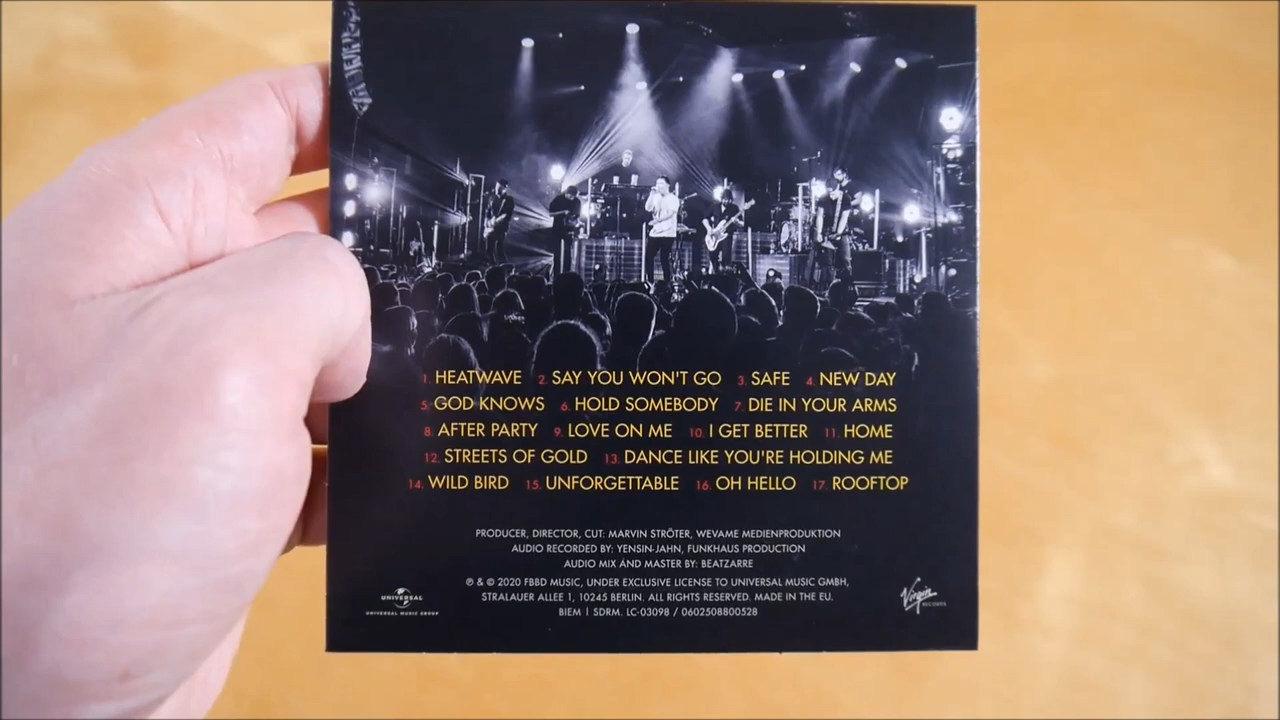 1. HEATWAVE 2. SAY YOU WON'T GO 3. SAFE 4. NEW DAY
5. GOD KNOWS 6. HOLD SOMEBODY 7. DIE IN YOUR ARMS
8. AFTER PARTY 9. LOVE ON ME 10. I GET BETTER 11. HOME
12. STREETS OF GOLD 13. DANCE LIKE YOU'RE HOLDING ME
14. WILD BIRD 15. UNFORGETTABLE 16. OH HELLO 17. ROOFTOP
PRODUCER, DIRECTOR, CUT: MARVIN STRÖTER, WEVAME MEDIENPRODUKTION
AUDIO RECORDED BY: YENSIN-JAHN, FUNKHAUS PRODUCTION
AUDIO MIX AND MASTER BY: BEATZARRE
℗ & © 2020 FBBD MUSIC, UNDER EXCLUSIVE LICENSE TO UNIVERSAL MUSIC GMBH,
STRALAUER ALLEE 1, 10245 BERLIN. ALL RIGHTS RESERVED. MADE IN THE EU.
BIEM | SDRM. LC-03098 / 0602508800528
UNIVERSAL
UNIVERSAL MUSIC GROUP
Virgin
RECORDS